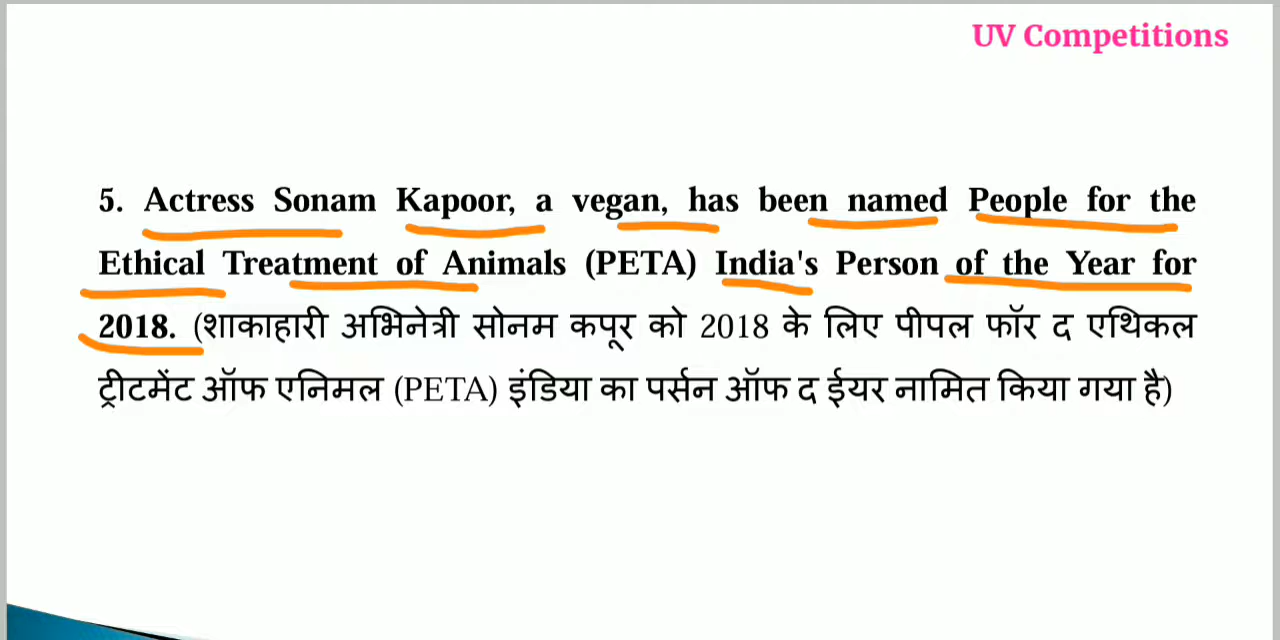 UV Competitions
5. Actress Sonam Kapoor, a vegan, has been named People for the
Ethical Treatment of Animals (PETA) India's Person of the Year for
2018. (शाकाहारी अभिनेत्री सोनम कपूर को 2018 के लिए पीपल फॉर द एथिकल
ट्रीटमेंट ऑफ एनिमल (PETA) इंडिया का पर्सन ऑफ द ईयर नामित किया गया है)